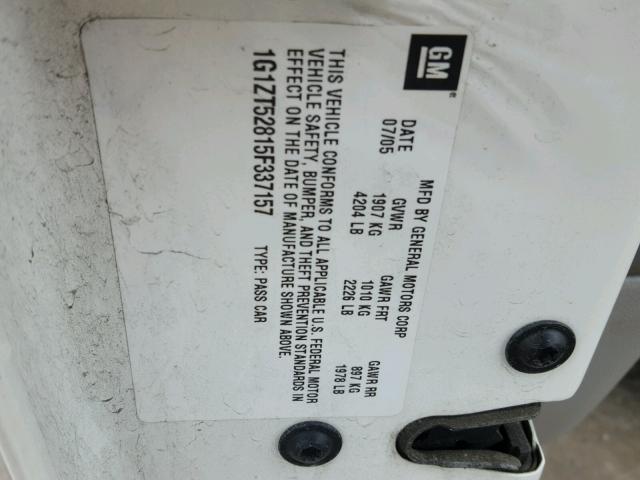 GM
MFD BY GENERAL MOTORS CORP
DATE GVWR GAWR FRT GAWR RR
07/05 1907 KG 1010 KG 897 KG
4204 LB 2226 LB 1978 LB
THIS VEHICLE CONFORMS TO ALL APPLICABLE U.S. FEDERAL MOTOR
VEHICLE SAFETY, BUMPER, AND THEFT PREVENTION STANDARDS IN
EFFECT ON THE DATE OF MANUFACTURE SHOWN ABOVE.
1G1ZT52815F337157 TYPE: PASS CAR